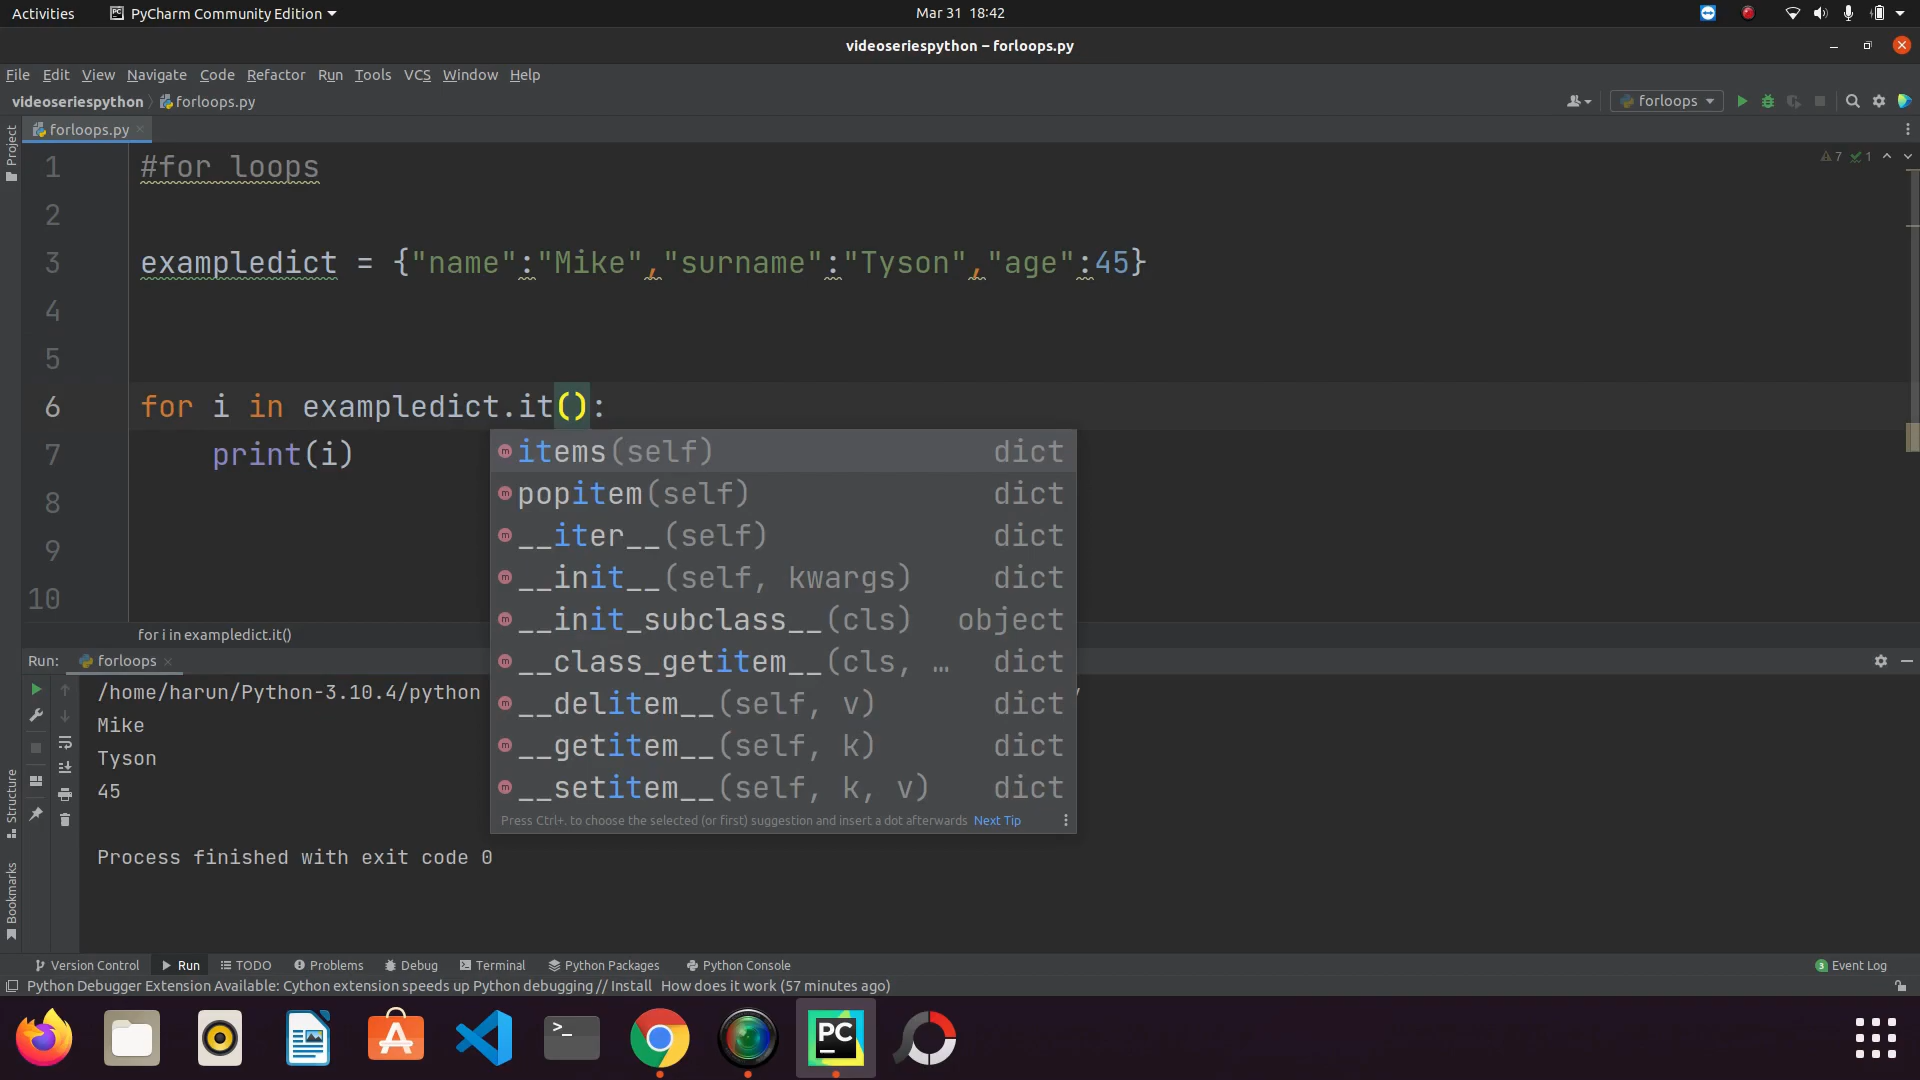 Activities PyCharm Community Edition Mar 31 18:42
videoseriespython – forloops.py
File Edit View Navigate Code Refactor Run Tools VCS Window Help
videoseriespython forloops.py forloops
Project forloops.py
7 1
1 #for loops
2
3 exampledict = {"name":"Mike","surname":"Tyson","age":45}
4
5
6 for i in exampledict.it():
7 print(i)
8
9
10
items(self) dict
popitem(self) dict
__iter__(self) dict
__init__(self, kwargs) dict
__init_subclass__(cls) object
__class_getitem__(cls, … dict
__delitem__(self, v) dict
__getitem__(self, k) dict
__setitem__(self, k, v) dict
Press Ctrl+. to choose the selected (or first) suggestion and insert a dot afterwards Next Tip
for i in exampledict.it()
Run: forloops
/home/harun/Python-3.10.4/python
Mike
Tyson
45
Process finished with exit code 0
Structure
Bookmarks
Version Control Run TODO Problems Debug Terminal Python Packages Python Console 3 Event Log
Python Debugger Extension Available: Cython extension speeds up Python debugging // Install How does it work (57 minutes ago)
PC